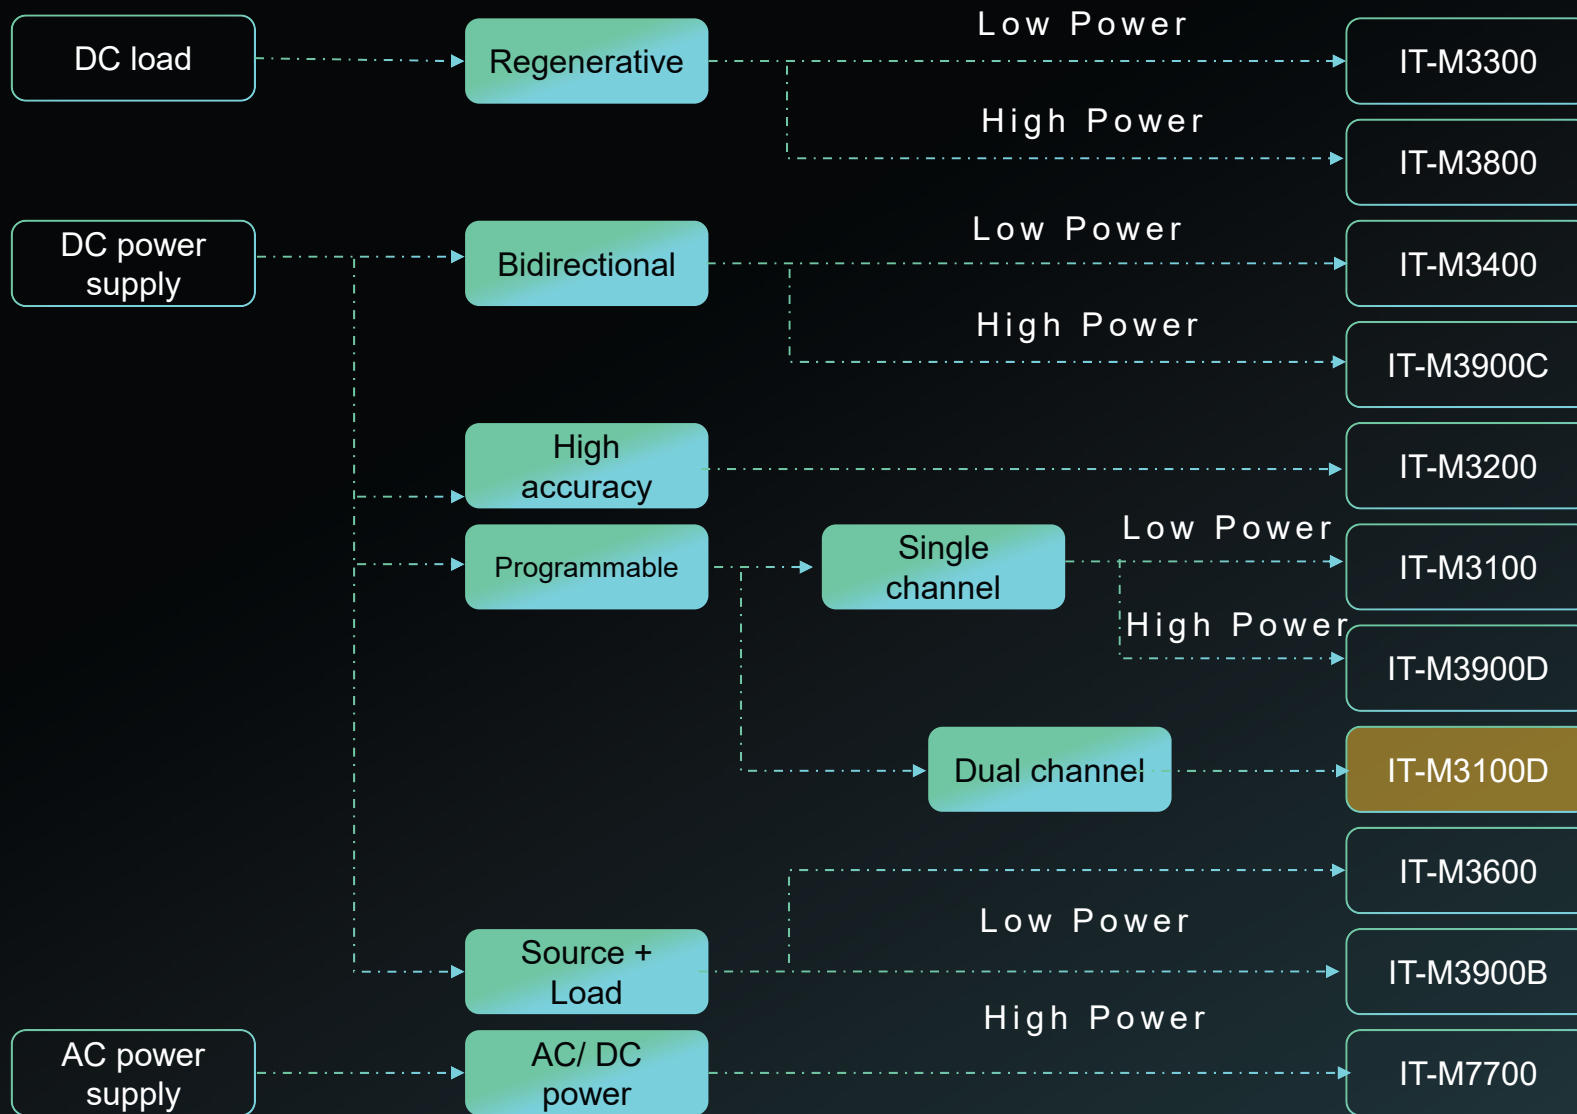 DC load
Regenerative
Low Power
IT-M3300
High Power
IT-M3800
DC power
supply
Bidirectional
Low Power
IT-M3400
High Power
IT-M3900C
High
accuracy
IT-M3200
Programmable
Single
channel
Low Power
IT-M3100
High Power
IT-M3900D
Dual channel
IT-M3100D
IT-M3600
Source +
Load
Low Power
IT-M3900B
High Power
AC power
supply
AC/ DC
power
IT-M7700